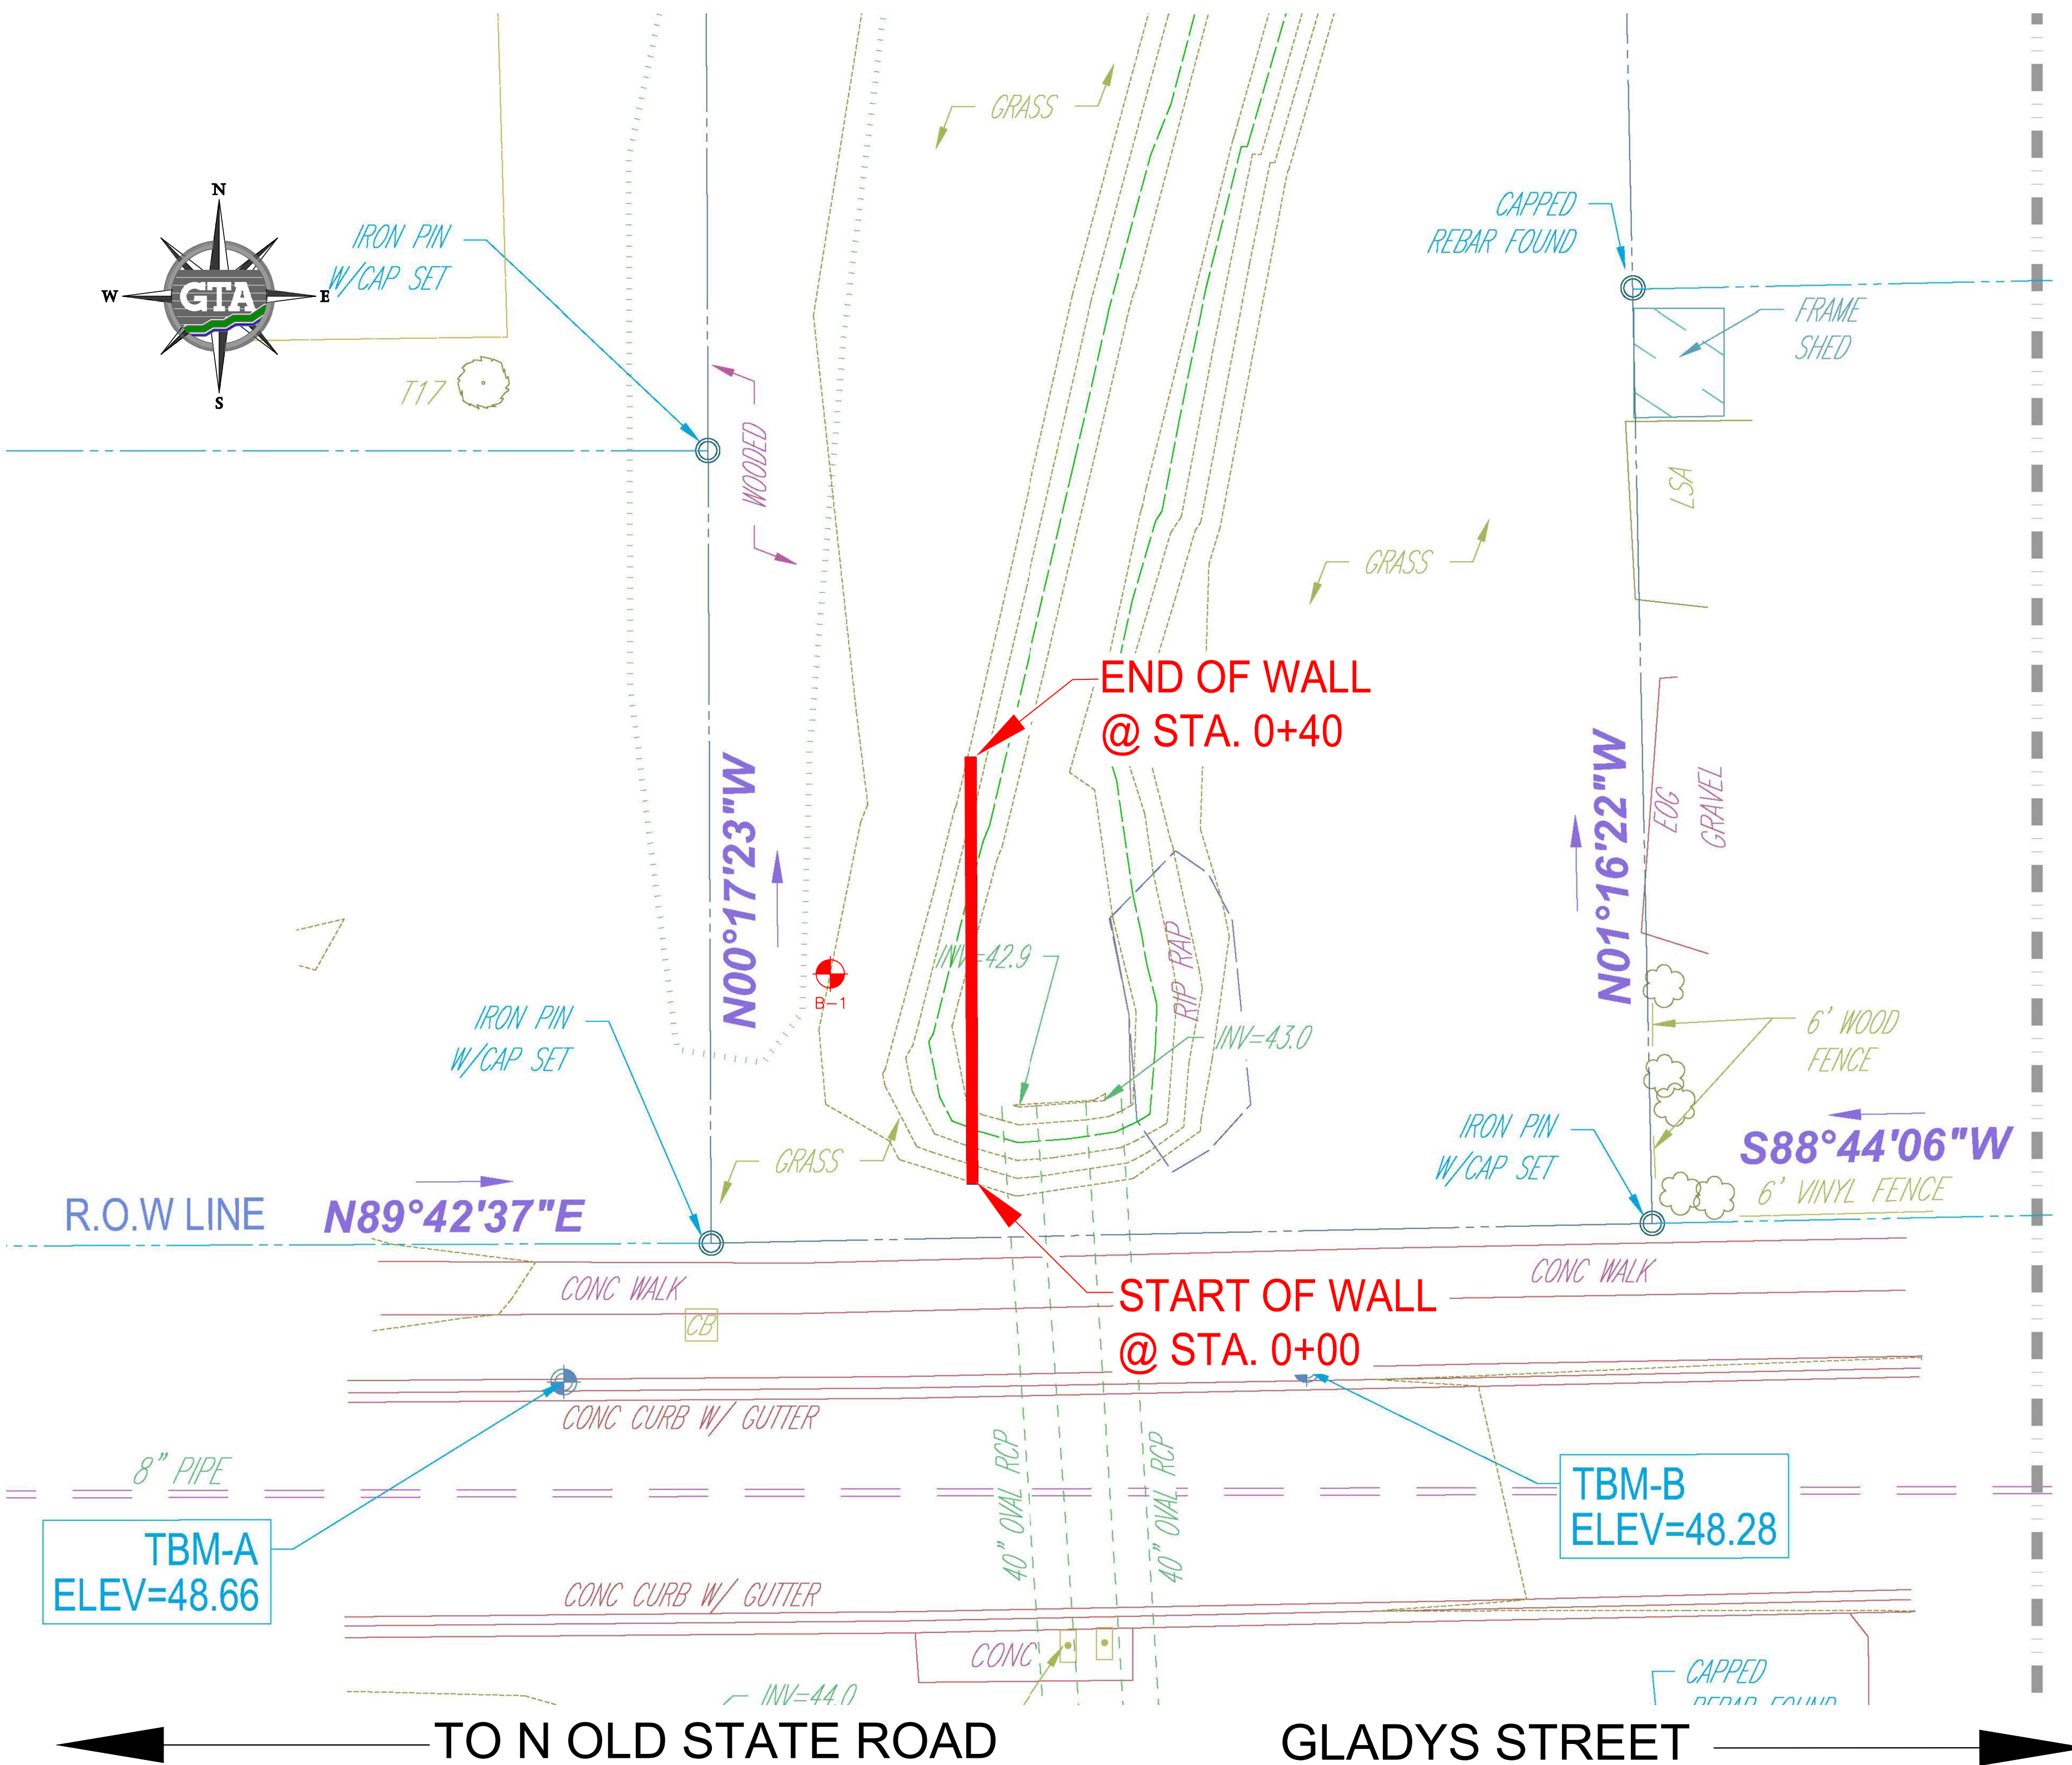 GRASS
N
W
E
S
GTA
IRON PIN
W/CAP SET
CAPPED
REBAR FOUND
FRAME
SHED
T17
WOODED
LSA
GRASS
END OF WALL
@ STA. 0+40
N00°17'23"W
N01°16'22"W
EOG
GRAVEL
INV=42.9
RIP RAP
B-1
IRON PIN
W/CAP SET
INV=43.0
6' WOOD
FENCE
IRON PIN
W/CAP SET
S88°44'06"W
GRASS
6' VINYL FENCE
R.O.W LINE
N89°42'37"E
CONC WALK
CONC WALK
CB
START OF WALL
@ STA. 0+00
CONC CURB W/ GUTTER
8" PIPE
40" OVAL RCP
40" OVAL RCP
TBM-B
ELEV=48.28
TBM-A
ELEV=48.66
CONC CURB W/ GUTTER
CONC
INV=44.0
CAPPED
REBAR FOUND
TO N OLD STATE ROAD
GLADYS STREET